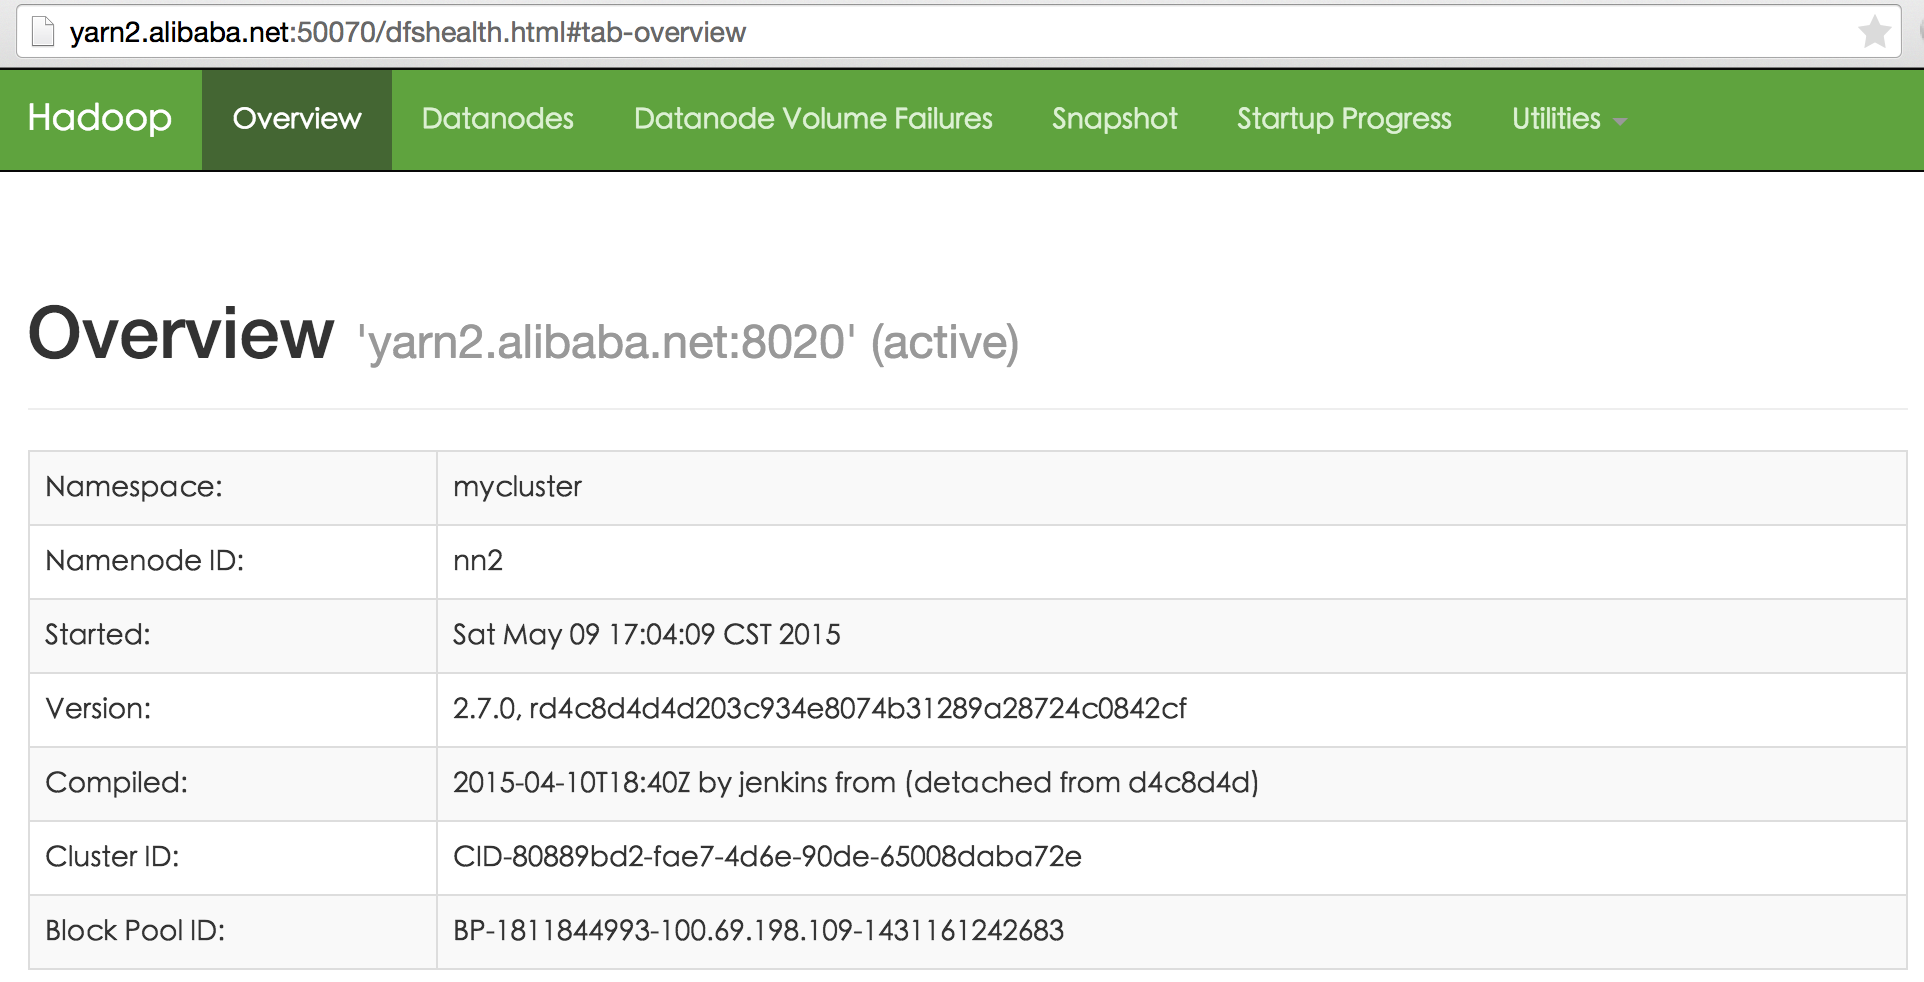 yarn2.alibaba.net:50070/dfshealth.html#tab-overview
Hadoop Overview Datanodes Datanode Volume Failures Snapshot Startup Progress Utilities
Overview 'yarn2.alibaba.net:8020' (active)
Namespace: mycluster
Namenode ID: nn2
Started: Sat May 09 17:04:09 CST 2015
Version: 2.7.0, rd4c8d4d4d203c934e8074b31289a28724c0842cf
Compiled: 2015-04-10T18:40Z by jenkins from (detached from d4c8d4d)
Cluster ID: CID-80889bd2-fae7-4d6e-90de-65008daba72e
Block Pool ID: BP-1811844993-100.69.198.109-1431161242683